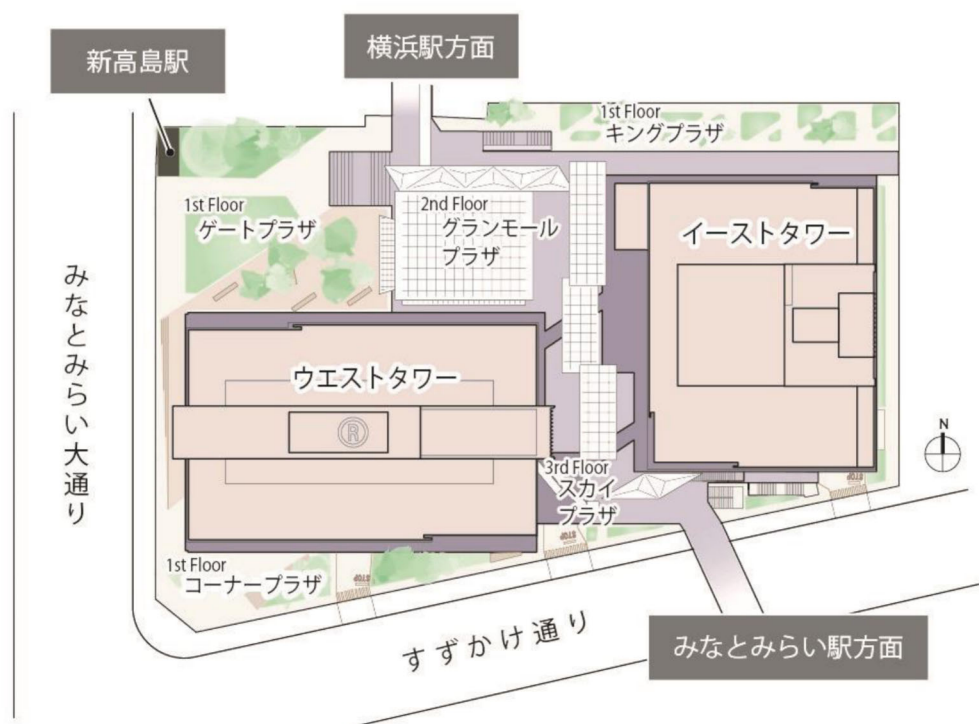 新高島駅
横浜駅方面
1st Floor
キングプラザ
1st Floor
ゲートプラザ
2nd Floor
グランモール
プラザ
イーストタワー
みなとみらい大通り
ウエストタワー
R
N
3rd Floor
スカイ
プラザ
STOP
STOP
STOP
1st Floor
コーナープラザ
STOP
すずかけ通り
みなとみらい駅方面